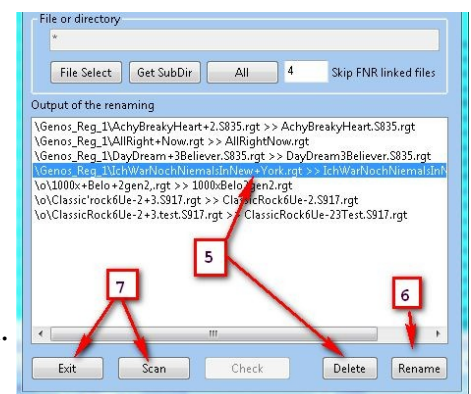 File or directory
*
File Select Get SubDir All 4 Skip FNR linked files
Output of the renaming
\Genos_Reg_1\AchyBreakyHeart+2.S835.rgt >> AchyBreakyHeart.S835.rgt
\Genos_Reg_1\AllRight+Now.rgt >> AllRightNow.rgt
\Genos_Reg_1\DayDream+3Believer.S835.rgt >> DayDream3Believer.S835.rgt
\Genos_Reg_1\IchWarNochNiemalsInNew+York.rgt >> IchWarNochNiemalsInN
\o\1000x+Belo+2gen2,.rgt >> 1000xBelo2gen2.rgt
\o\Classic'rock6Ue-2+3.S917.rgt >> ClassicRock6Ue-2.S917.rgt
\o\ClassicRock6Ue-2+3.test.S917.rgt >> ClassicRock6Ue-23Test.S917.rgt
5
7
6
.
Exit Scan Check Delete Rename